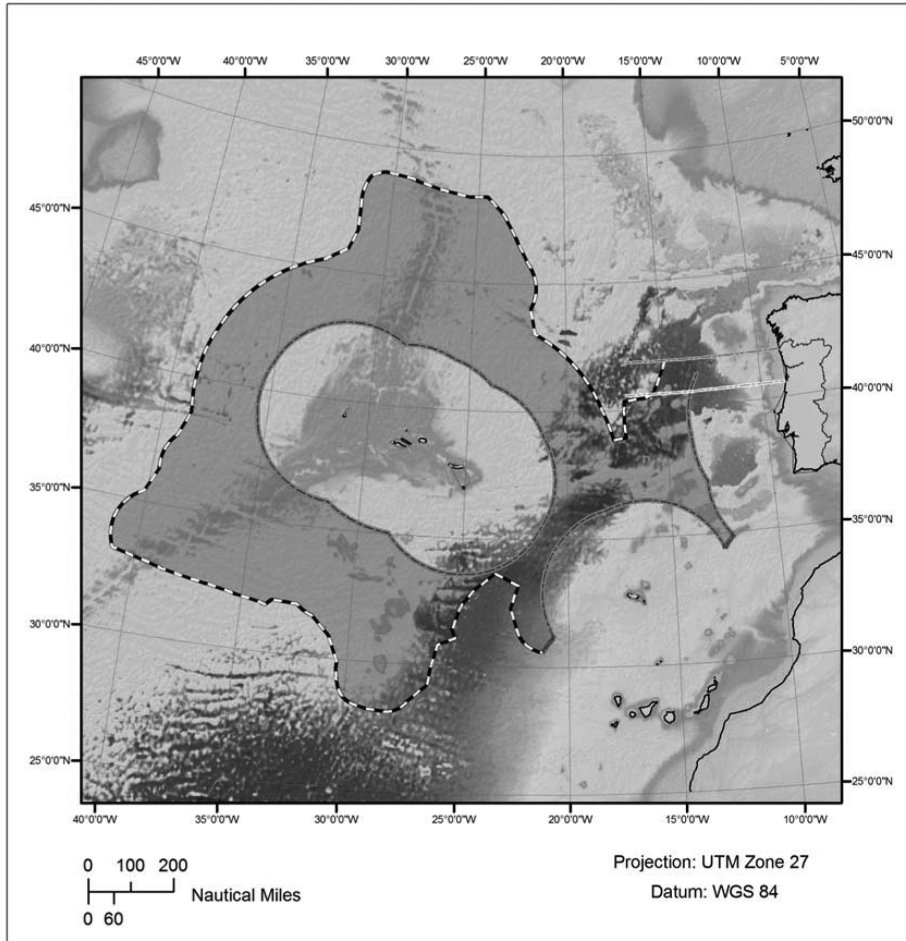 45°0'0"W 40°0'0"W 35°0'0"W 30°0'0"W 25°0'0"W 20°0'0"W 15°0'0"W 10°0'0"W 5°0'0"W
50°0'0"N
45°0'0"N
45°0'0"N
40°0'0"N
40°0'0"N
35°0'0"N
35°0'0"N
30°0'0"N
30°0'0"N
25°0'0"N
25°0'0"N
40°0'0"W 35°0'0"W 30°0'0"W 25°0'0"W 20°0'0"W 15°0'0"W 10°0'0"W
0 100 200
Nautical Miles
0 60
Projection: UTM Zone 27
Datum: WGS 84